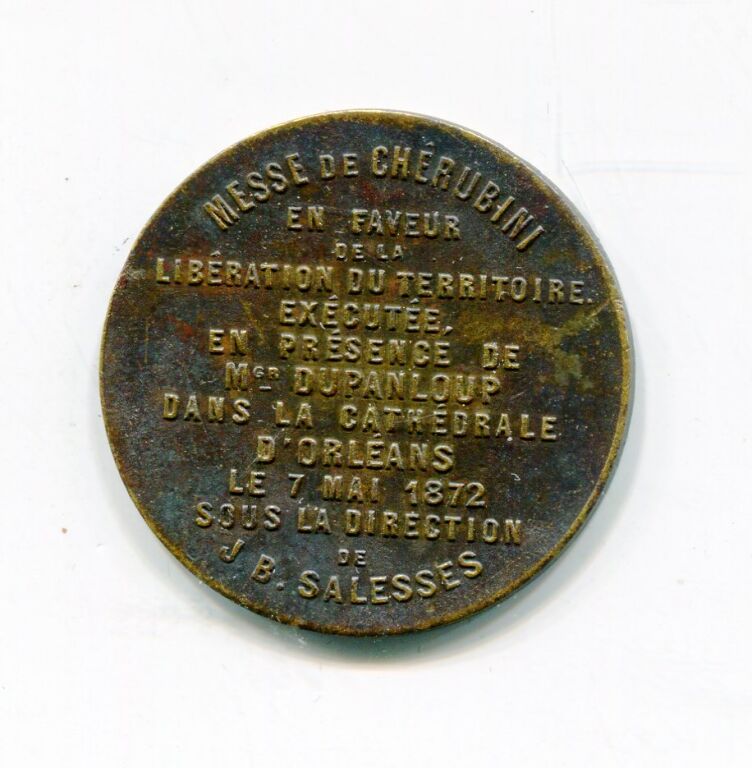 MESSE DE CHÊRUBINI
EN FAVEUR
DE LA
LIBÉRATION DU TERRITOIRE.
EXÉCUTÉE,
EN PRÉSENCE DE
MGR DUPANLOUP
DANS LA CATHÉDRALE
D'ORLÉANS
LE 7 MAI 1872
SOUS LA DIRECTION
DE
J B. SALESSES